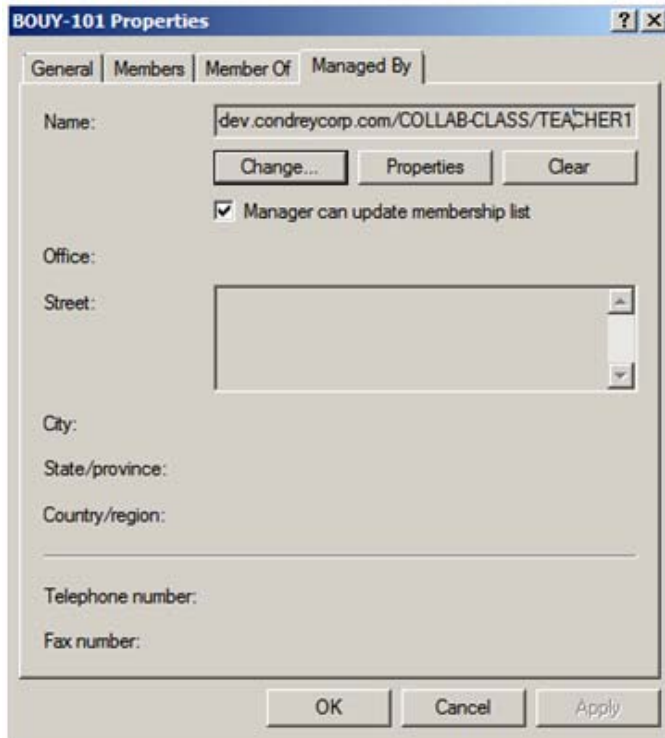 BOUY-101 Properties
General Members Member Of Managed By
Name: dev.condreycorp.com/COLLAB-CLASS/TEACHER1
Change... Properties Clear
Manager can update membership list
Office:
Street:
City:
State/province:
Country/region:
Telephone number:
Fax number:
OK Cancel Apply